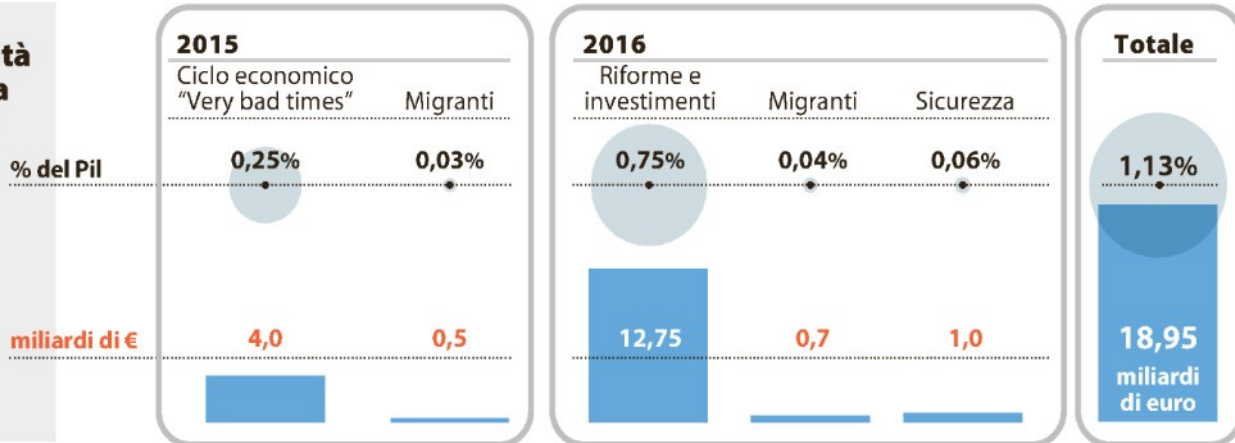 2015
Ciclo economico
“Very bad times”
Migranti
2016
Riforme e
investimenti
Migranti
Sicurezza
Totale
% del Pil
0,25%
0,03%
0,75%
0,04%
0,06%
1,13%
miliardi di €
4,0
0,5
12,75
0,7
1,0
18,95
miliardi
di euro